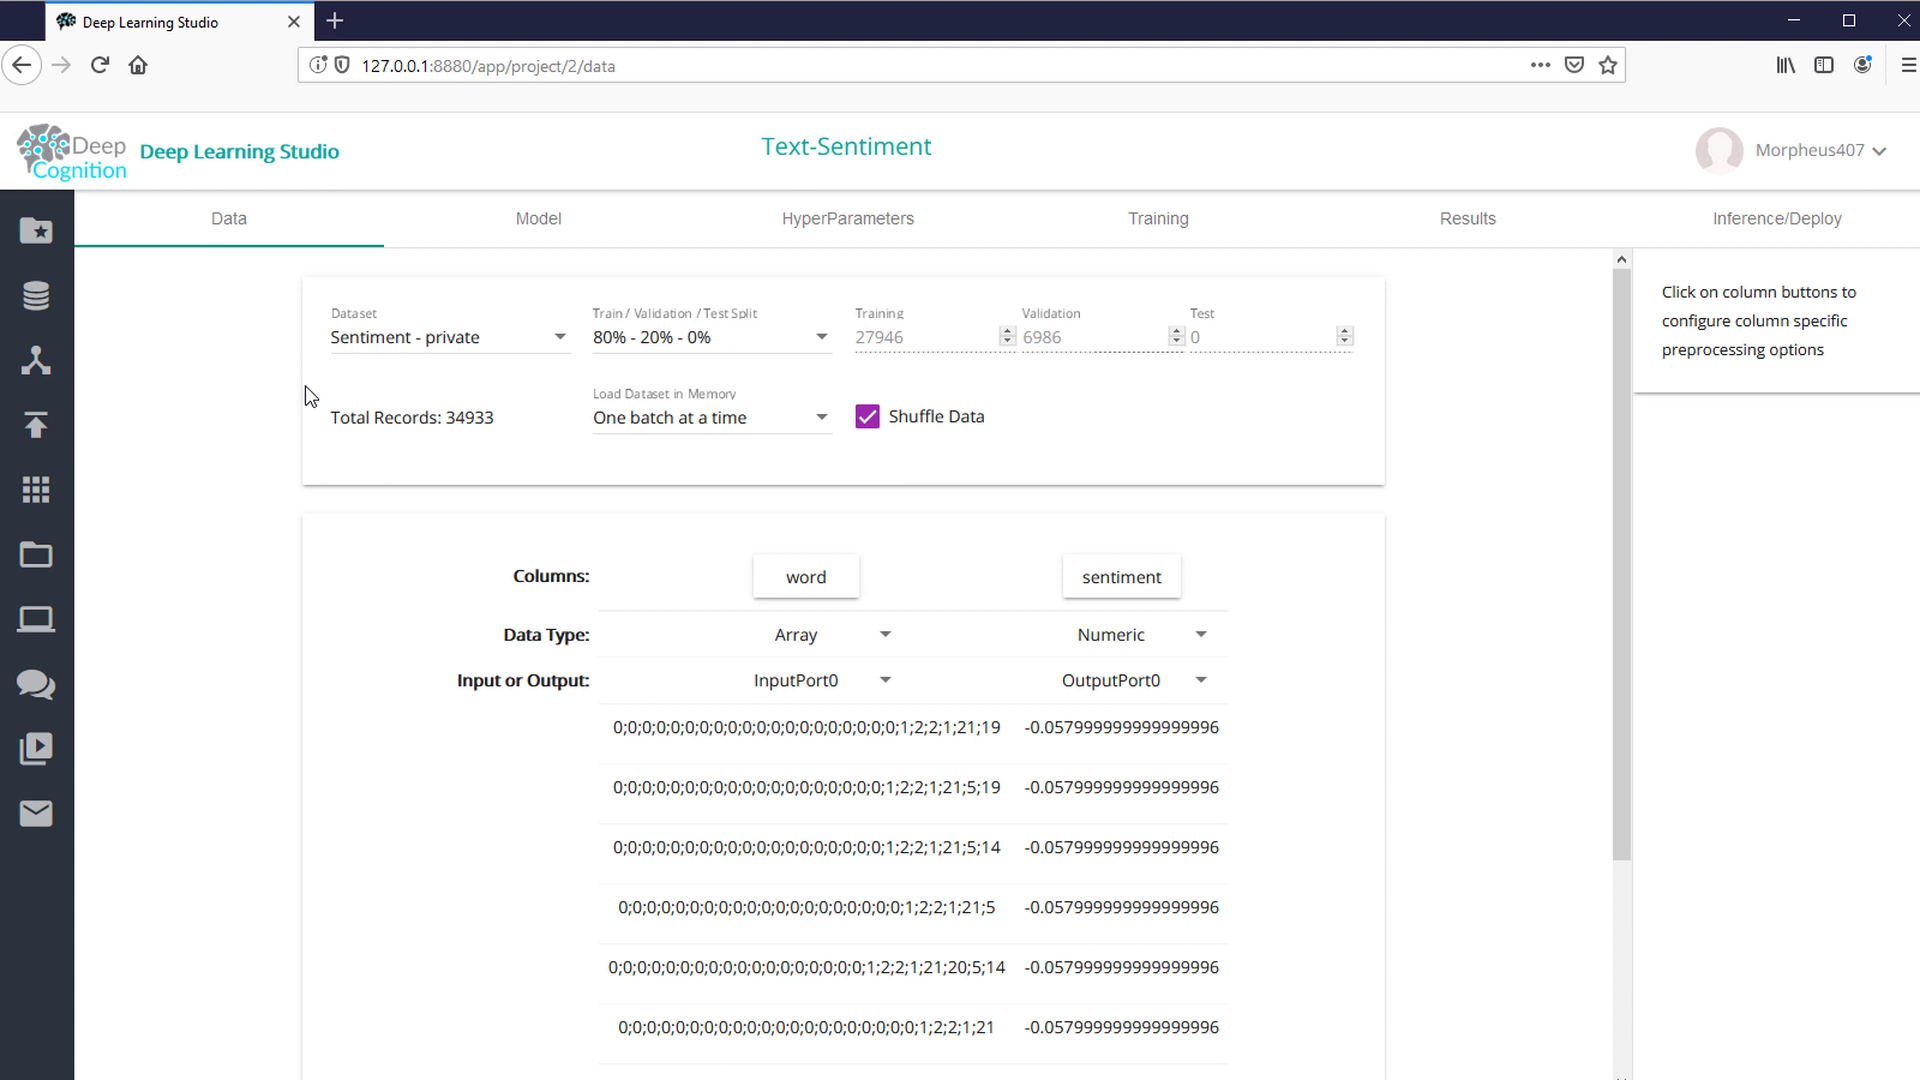 Deep Learning Studio
127.0.0.1:8880/app/project/2/data
Deep Cognition
Deep Learning Studio
Text-Sentiment
Morpheus407
Data Model HyperParameters Training Results Inference/Deploy
Dataset Train / Validation / Test Split Training Validation Test
Sentiment - private 80% - 20% - 0% 27946 6986 0
Load Dataset in Memory
Total Records: 34933 One batch at a time Shuffle Data
Click on column buttons to
configure column specific
preprocessing options
Columns: word sentiment
Data Type: Array Numeric
Input or Output: InputPort0 OutputPort0
0;0;0;0;0;0;0;0;0;0;0;0;0;0;0;0;0;0;0;0;1;2;2;1;21;19 -0.057999999999999996
0;0;0;0;0;0;0;0;0;0;0;0;0;0;0;0;0;0;0;1;2;2;1;21;5;19 -0.057999999999999996
0;0;0;0;0;0;0;0;0;0;0;0;0;0;0;0;0;0;0;1;2;2;1;21;5;14 -0.057999999999999996
0;0;0;0;0;0;0;0;0;0;0;0;0;0;0;0;0;0;0;0;1;2;2;1;21;5 -0.057999999999999996
0;0;0;0;0;0;0;0;0;0;0;0;0;0;0;0;0;0;1;2;2;1;21;20;5;14 -0.057999999999999996
0;0;0;0;0;0;0;0;0;0;0;0;0;0;0;0;0;0;0;0;0;1;2;2;1;21 -0.057999999999999996